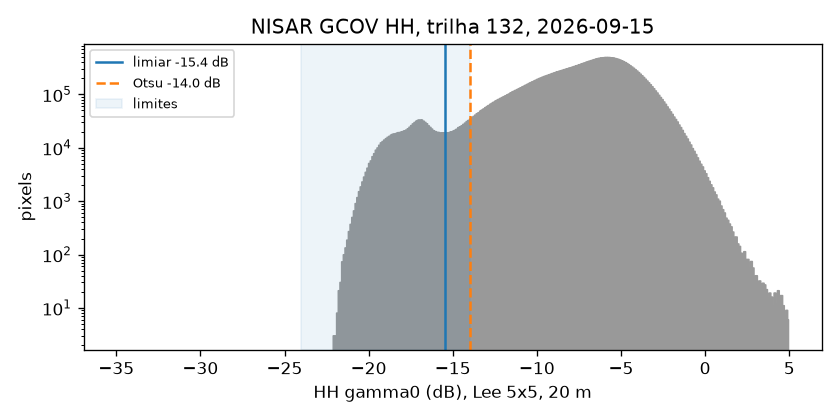 NISAR GCOV HH, trilha 132, 2026-09-15
limiar -15.4 dB
Otsu -14.0 dB
limites
pixels
10⁵
10⁴
10³
10²
10¹
−35 −30 −25 −20 −15 −10 −5 0 5
HH gamma0 (dB), Lee 5x5, 20 m